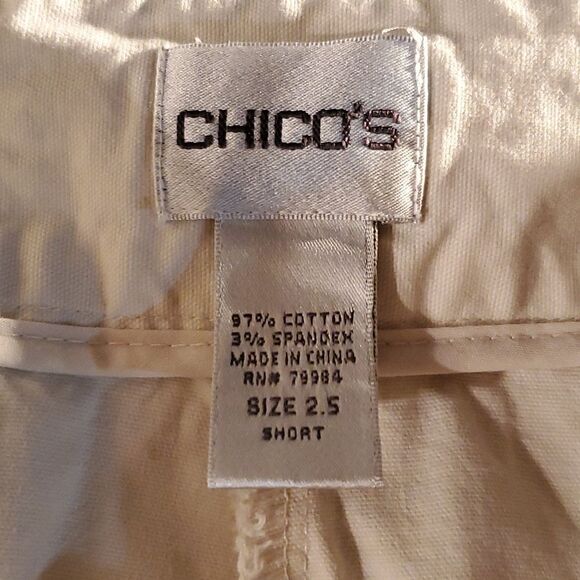 CHICO'S
97% COTTON
3% SPANDEX
MADE IN CHINA
RN# 79984
SIZE 2.5
SHORT